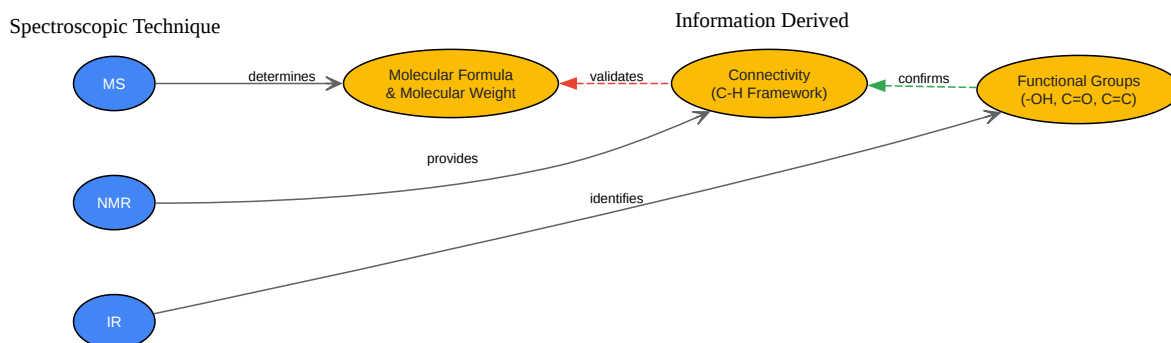 Spectroscopic Technique
Information Derived
MS
determines
Molecular Formula
& Molecular Weight
validates
Connectivity
(C-H Framework)
confirms
Functional Groups
(-OH, C=O, C=C)
NMR
provides
identifies
IR